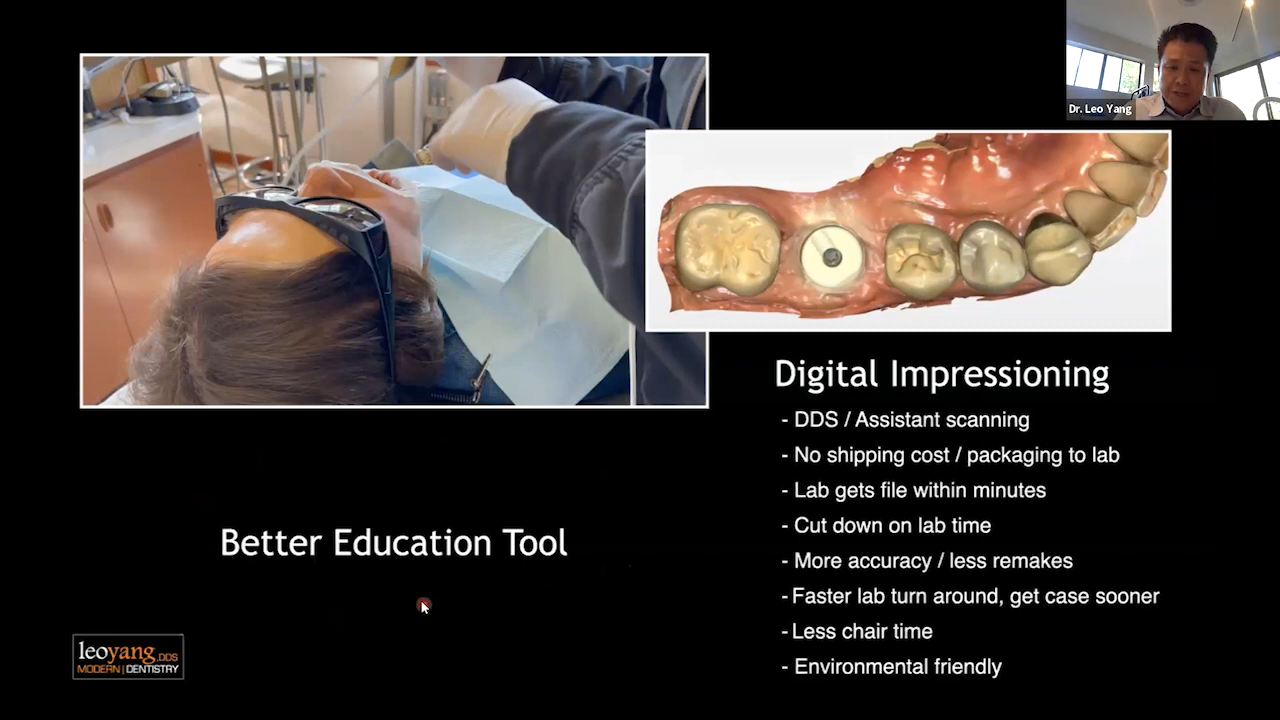 Dr. Leo Yang
Digital Impressioning
- DDS / Assistant scanning
- No shipping cost / packaging to lab
- Lab gets file within minutes
- Cut down on lab time
- More accuracy / less remakes
- Faster lab turn around, get case sooner
- Less chair time
- Environmental friendly
Better Education Tool
leoyang.DDS
MODERN | DENTISTRY